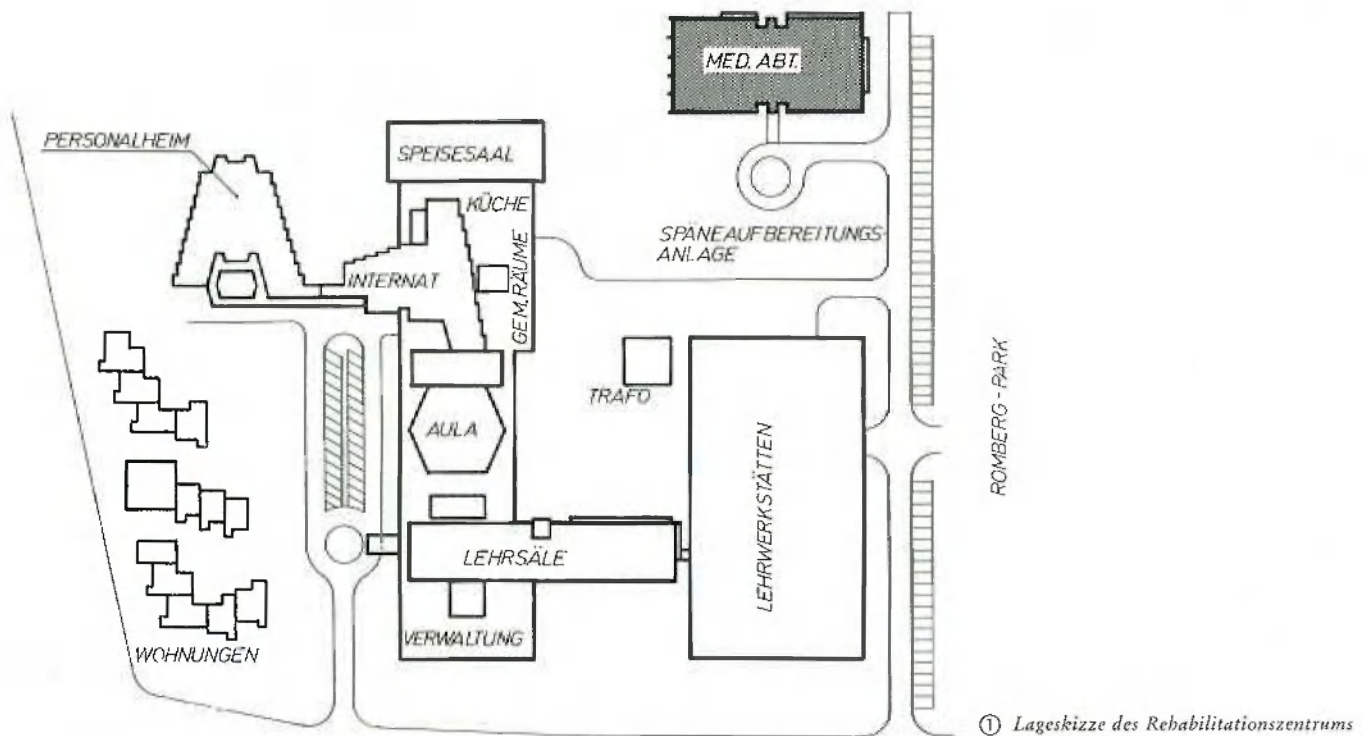 MED. ABT.
PERSONALHEIM
SPEISESAAL
KÜCHE
SPÄNEAUFBEREITUNGS-
ANLAGE
INTERNAT
GEM. RÄUME
TRAFO
ROMBERG - PARK
AULA
LEHRWERKSTÄTTEN
LEHRSÄLE
VERWALTUNG
WOHNUNGEN
① Lageskizze des Rehabilitationszentrums